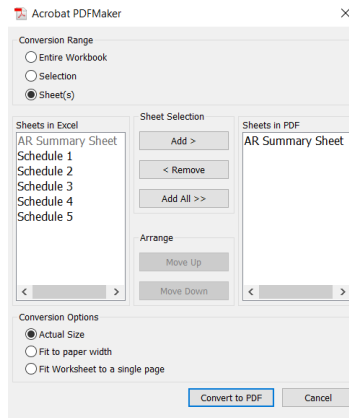 Acrobat PDFMaker
Conversion Range
Entire Workbook
Selection
Sheet(s)
Sheets in Excel
AR Summary Sheet
Schedule 1
Schedule 2
Schedule 3
Schedule 4
Schedule 5
Sheet Selection
Add >
< Remove
Add All >>
Arrange
Move Up
Move Down
Sheets in PDF
AR Summary Sheet
Conversion Options
Actual Size
Fit to paper width
Fit Worksheet to a single page
Convert to PDF
Cancel